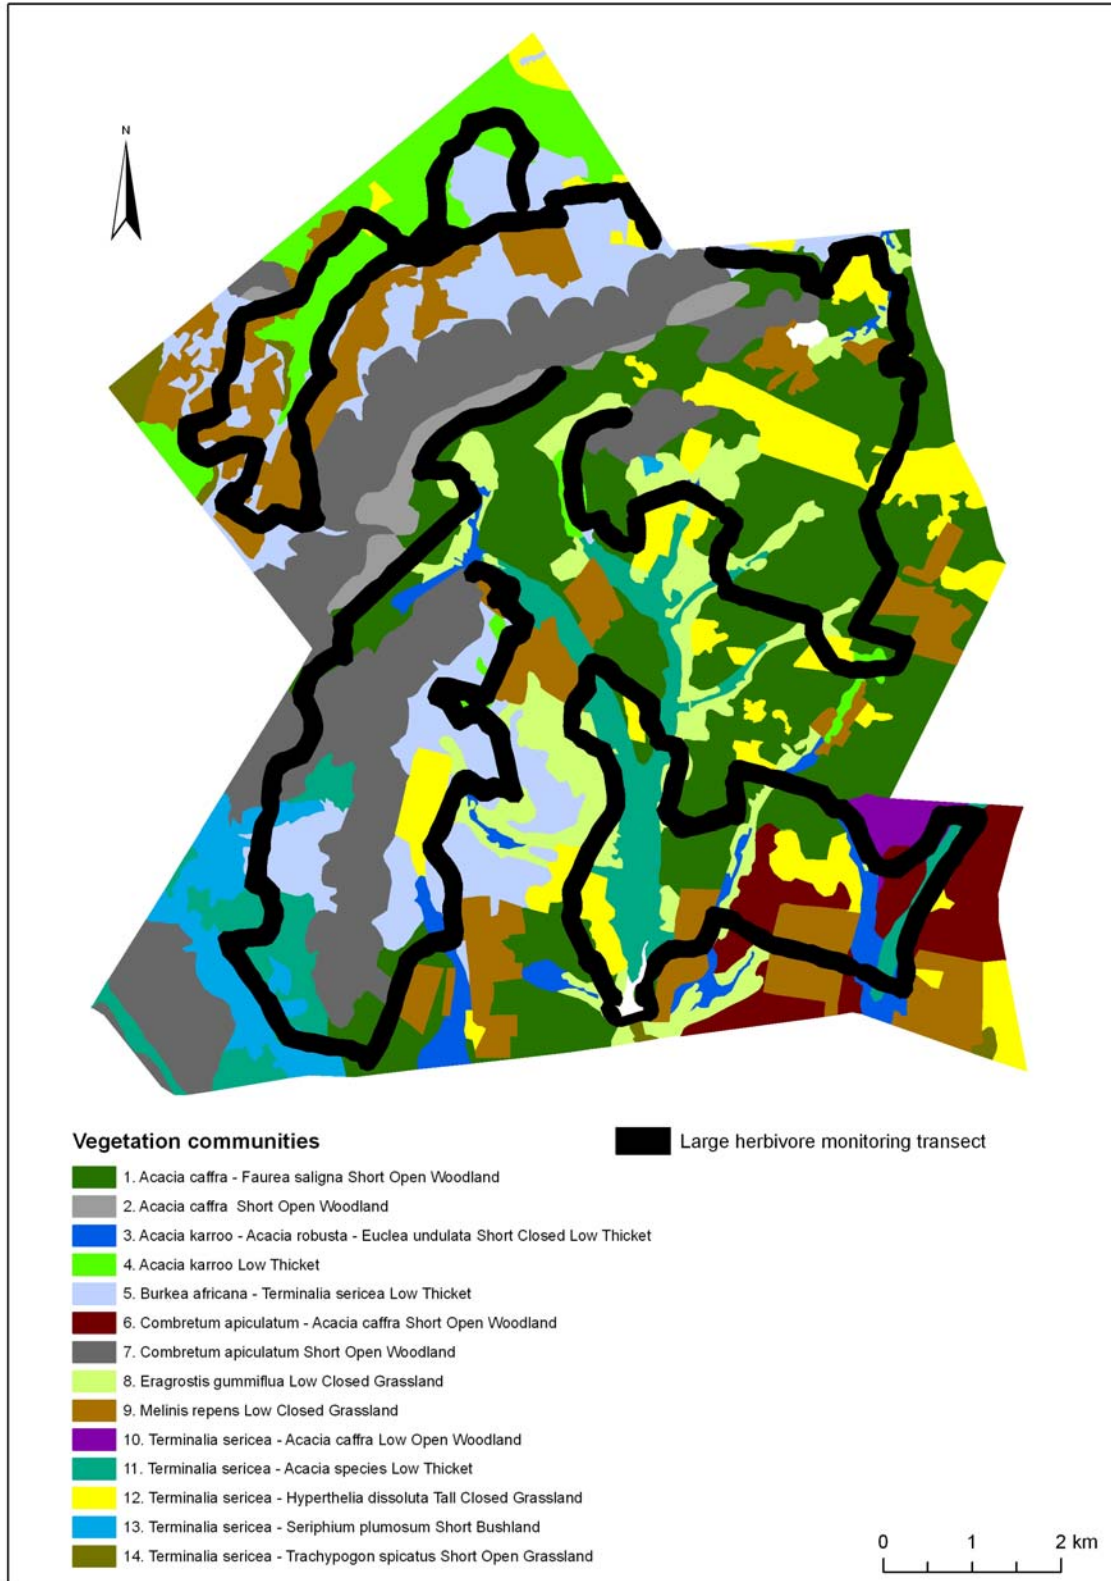 N
Vegetation communities
Large herbivore monitoring transect
1. Acacia caffra - Faurea saligna Short Open Woodland
2. Acacia caffra Short Open Woodland
3. Acacia karroo - Acacia robusta - Euclea undulata Short Closed Low Thicket
4. Acacia karroo Low Thicket
5. Burkea africana - Terminalia sericea Low Thicket
6. Combretum apiculatum - Acacia caffra Short Open Woodland
7. Combretum apiculatum Short Open Woodland
8. Eragrostis gummiflua Low Closed Grassland
9. Melinis repens Low Closed Grassland
10. Terminalia sericea - Acacia caffra Low Open Woodland
11. Terminalia sericea - Acacia species Low Thicket
12. Terminalia sericea - Hyperthelia dissoluta Tall Closed Grassland
13. Terminalia sericea - Seriphium plumosum Short Bushland
14. Terminalia sericea - Trachypogon spicatus Short Open Grassland
0 1 2 km